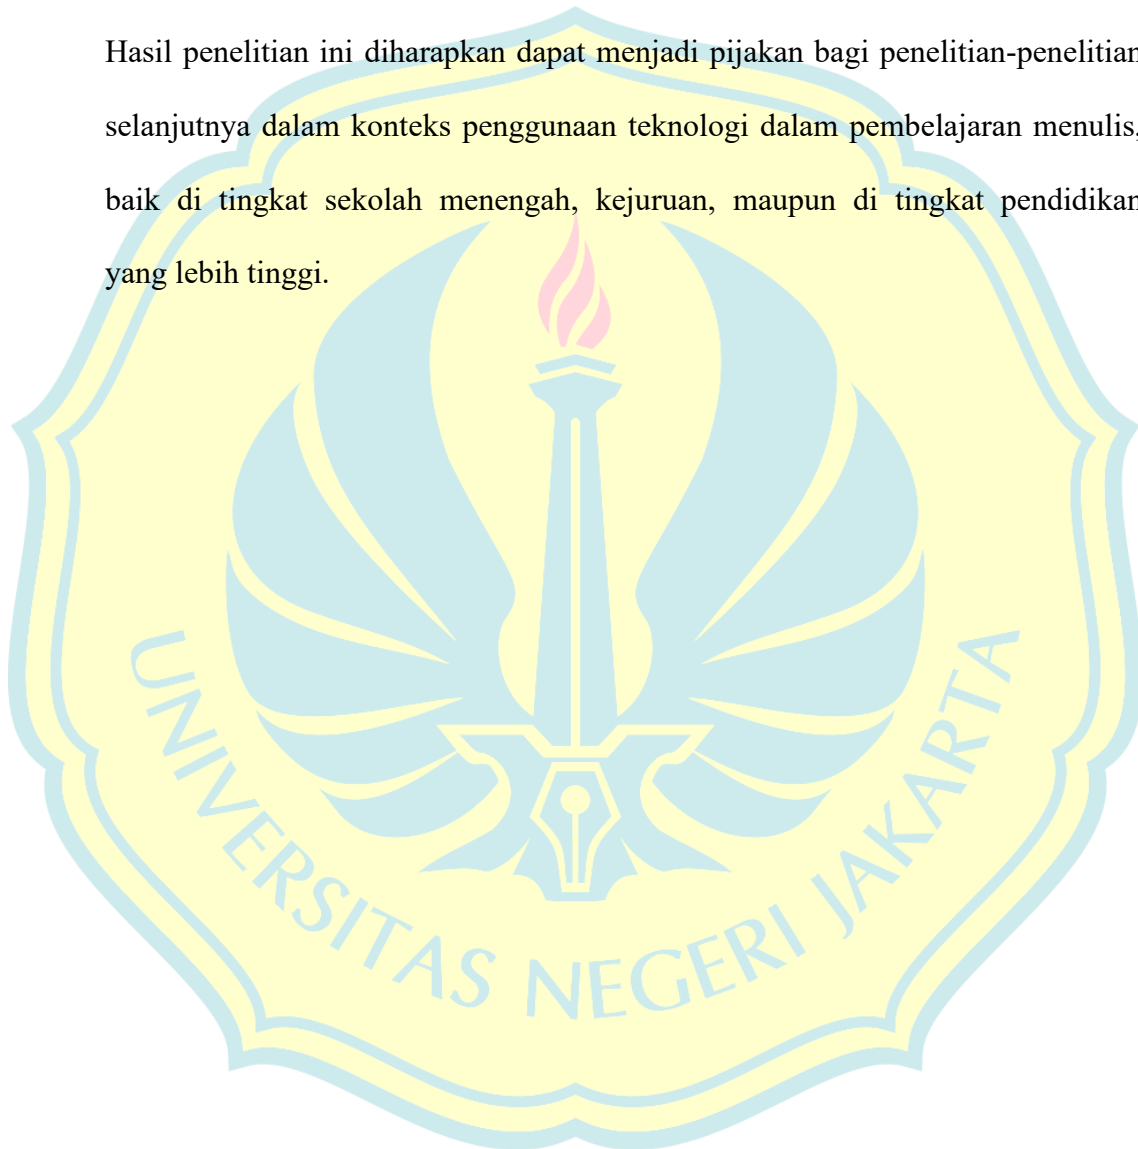 Hasil penelitian ini diharapkan dapat menjadi pijakan bagi penelitian-penelitian
selanjutnya dalam konteks penggunaan teknologi dalam pembelajaran menulis,
baik di tingkat sekolah menengah, kejuruan, maupun di tingkat pendidikan
yang lebih tinggi.
UNIVERSITAS NEGERI JAKARTA